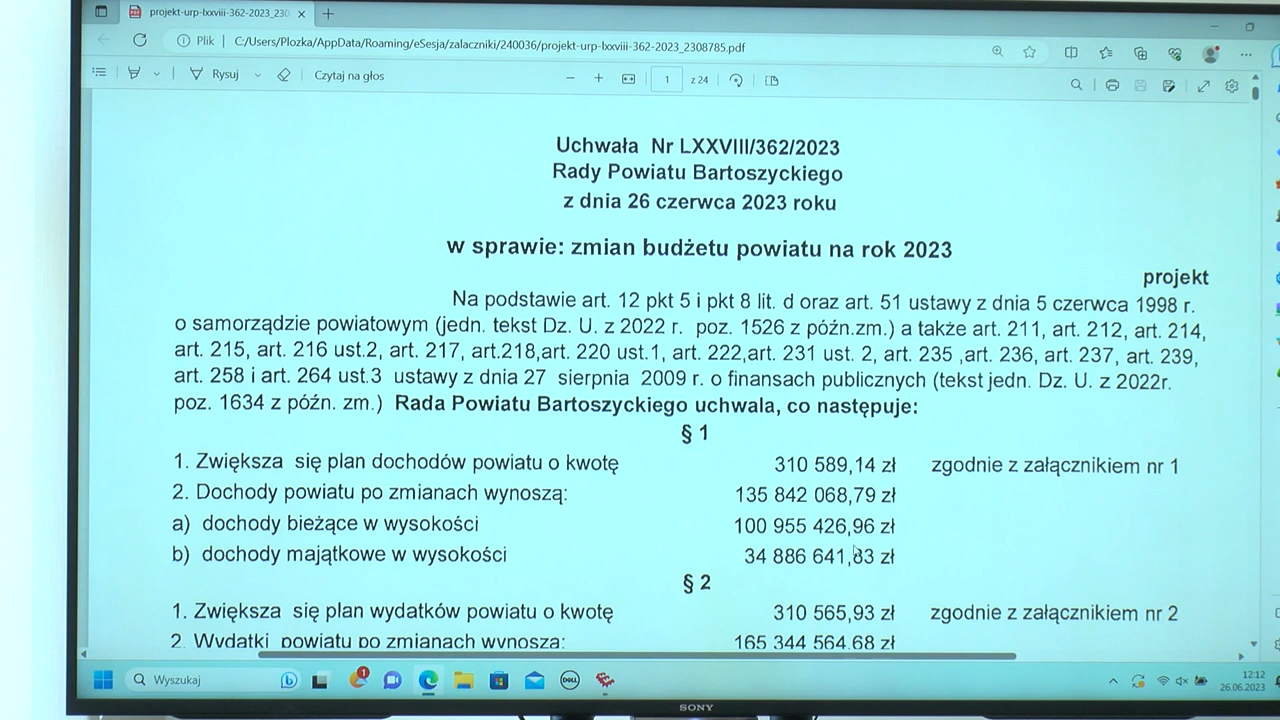 projekt-urp-lxxviii-362-2023_230
Plik
C:/Users/Plozka/AppData/Roaming/eSesja/zalaczniki/240036/projekt-urp-lxxviii-362-2023_2308785.pdf
Rysuj
Czytaj na głos
1
z 24
Uchwała Nr LXXVIII/362/2023
Rady Powiatu Bartoszyckiego
z dnia 26 czerwca 2023 roku
w sprawie: zmian budżetu powiatu na rok 2023
projekt
Na podstawie art. 12 pkt 5 i pkt 8 lit. d oraz art. 51 ustawy z dnia 5 czerwca 1998 r.
o samorządzie powiatowym (jedn. tekst Dz. U. z 2022 r. poz. 1526 z późn.zm.) a także art. 211, art. 212, art. 214,
art. 215, art. 216 ust.2, art. 217, art.218,art. 220 ust.1, art. 222,art. 231 ust. 2, art. 235 ,art. 236, art. 237, art. 239,
art. 258 i art. 264 ust.3 ustawy z dnia 27 sierpnia 2009 r. o finansach publicznych (tekst jedn. Dz. U. z 2022r.
poz. 1634 z późn. zm.) Rada Powiatu Bartoszyckiego uchwala, co następuje:
§ 1
1. Zwiększa się plan dochodów powiatu o kwotę 310 589,14 zł zgodnie z załącznikiem nr 1
2. Dochody powiatu po zmianach wynoszą: 135 842 068,79 zł
a) dochody bieżące w wysokości 100 955 426,96 zł
b) dochody majątkowe w wysokości 34 886 641,83 zł
§ 2
1. Zwiększa się plan wydatków powiatu o kwotę 310 565,93 zł zgodnie z załącznikiem nr 2
2. Wydatki powiatu po zmianach wynoszą: 165 344 564,68 zł
Wyszukaj
1
DELL
12:12
26.06.2023
SONY